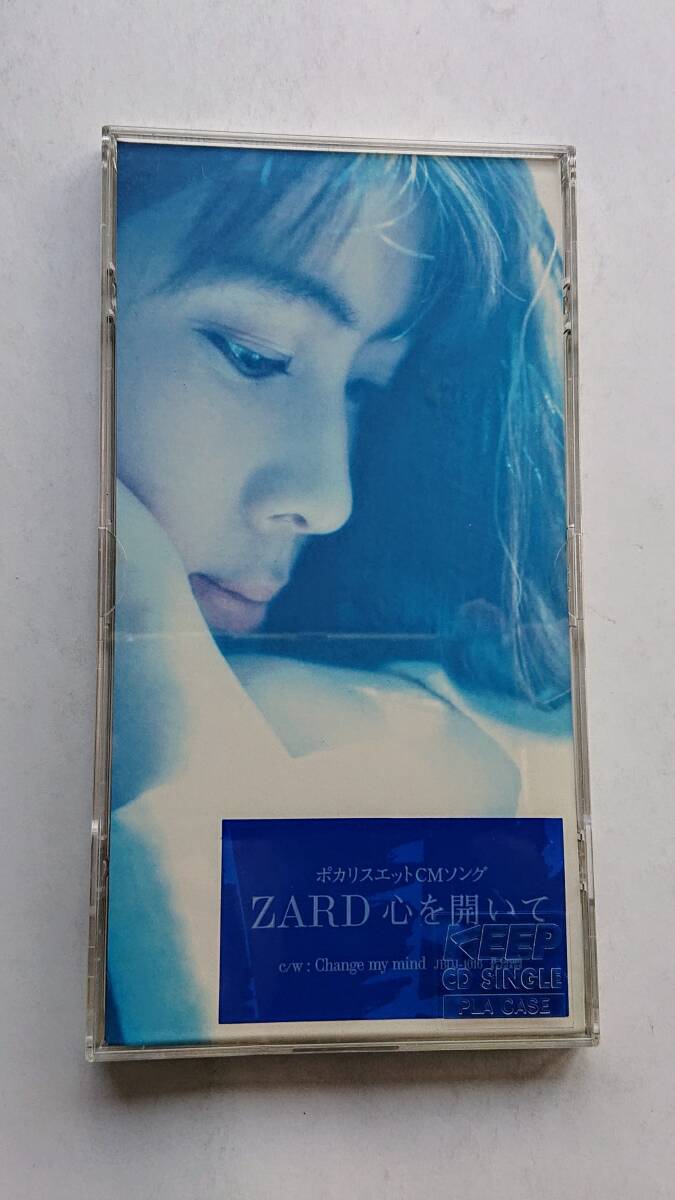 ポカリスエットCMソング
ZARD 心を開いて
c/w : Change my mind
KEEP
CD SINGLE
PLA CASE